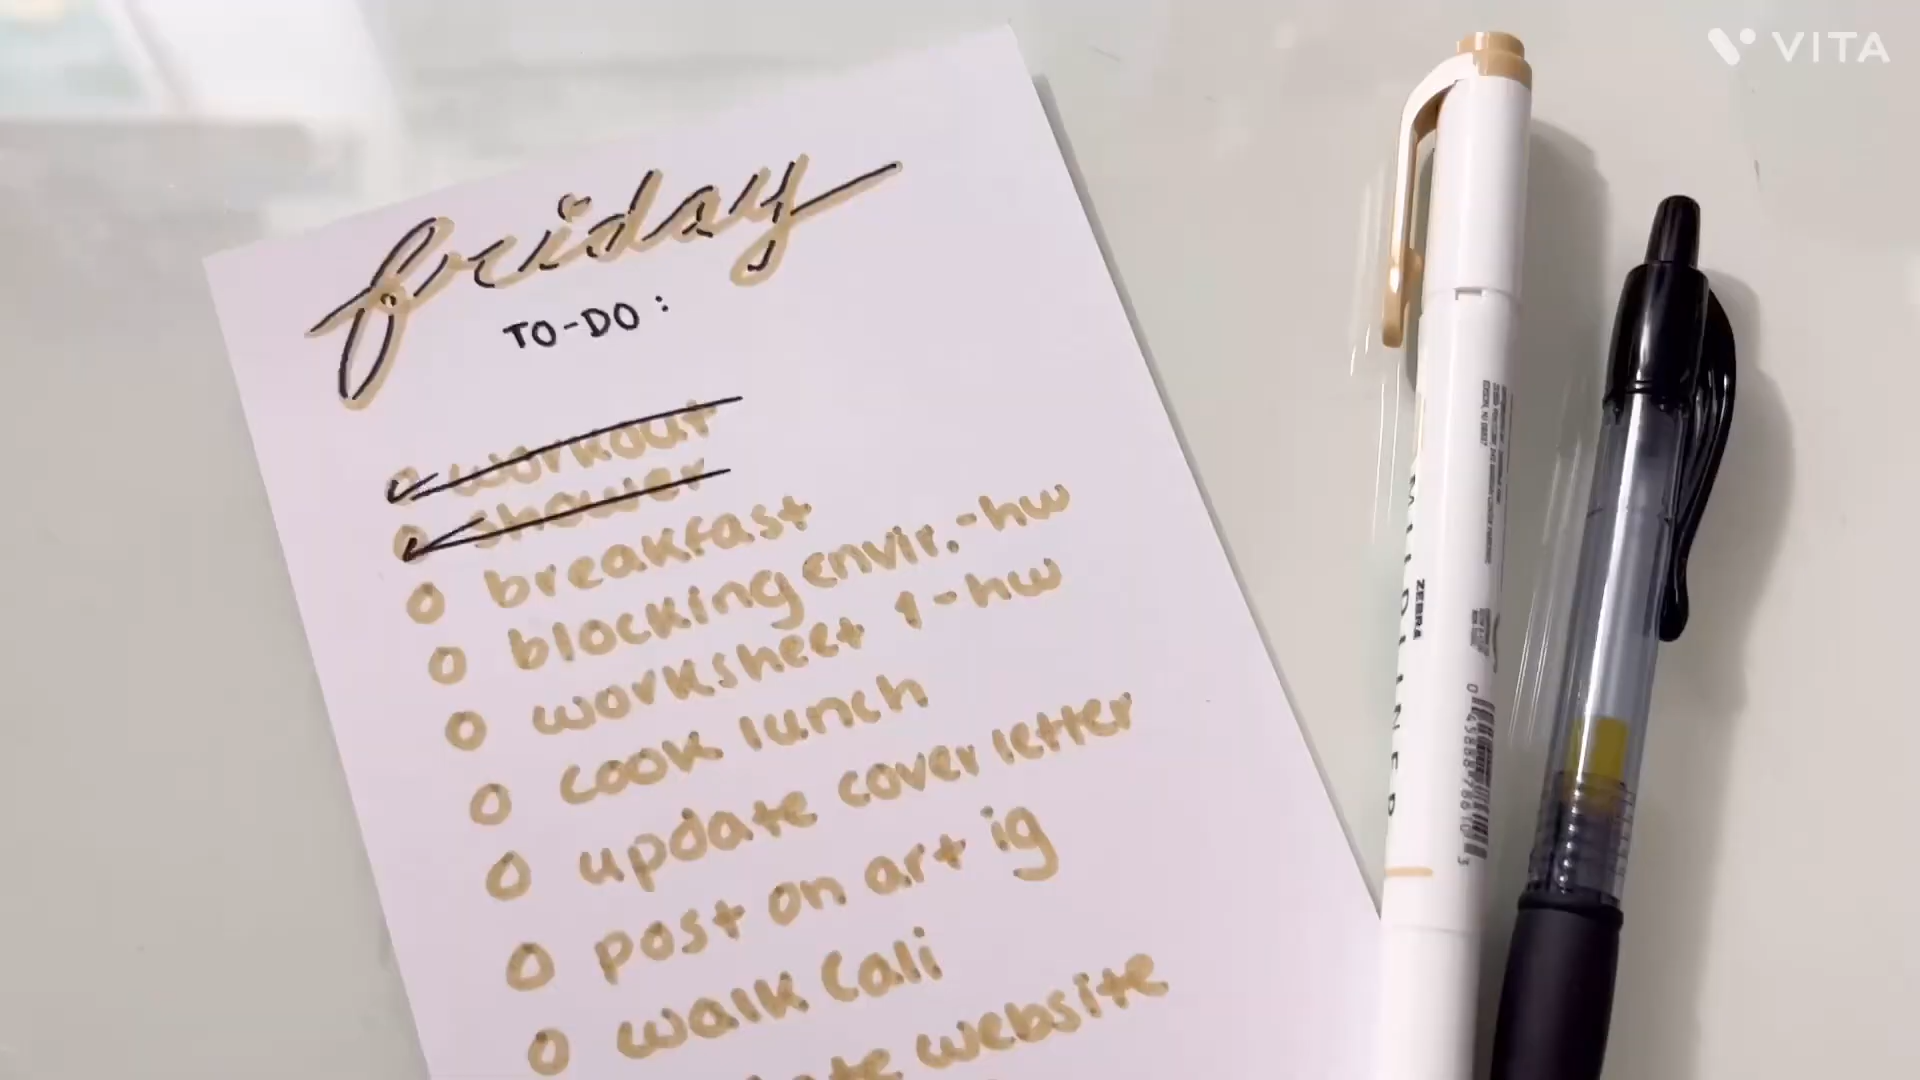 VITA
friday
TO-DO:
workout
shower
breakfast
blocking envir.-hw
worksheet 1-hw
cook lunch
update cover letter
post on art ig
walk Cali
website
MILDLINER
ZEBRA